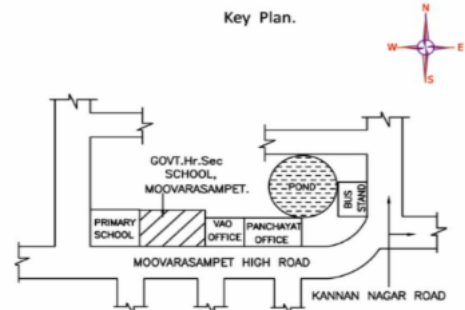 Key Plan.
N
W E
S
GOVT.Hr.Sec
SCHOOL,
MOOVARASAMPET.
POND
BUS
STAND
PRIMARY
SCHOOL
VAO
OFFICE
PANCHAYAT
OFFICE
MOOVARASAMPET HIGH ROAD
KANNAN NAGAR ROAD